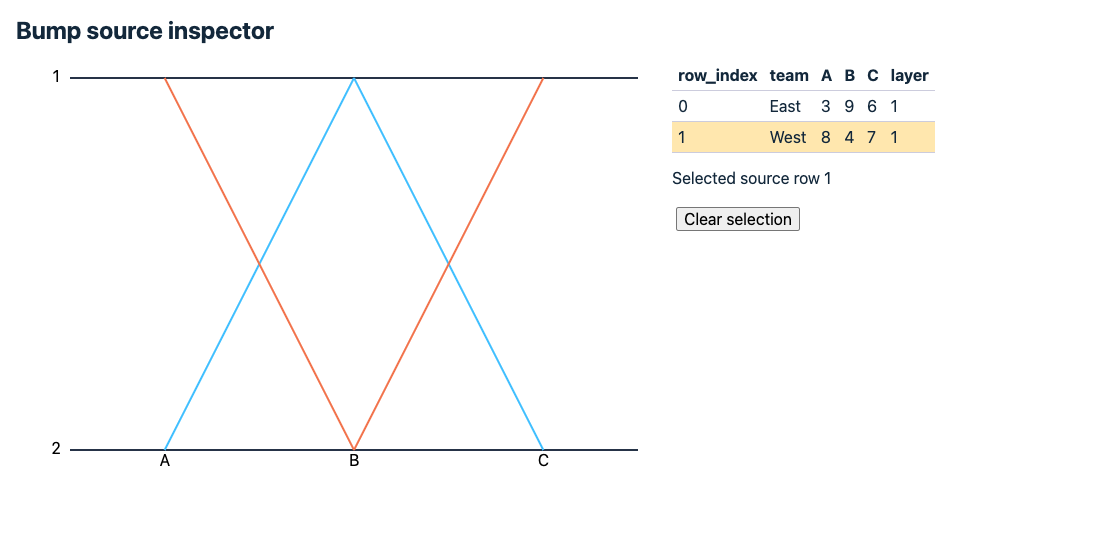 Bump source inspector
1
2
A B C
row_index team A B C layer
0 East 3 9 6 1
1 West 8 4 7 1
Selected source row 1
Clear selection